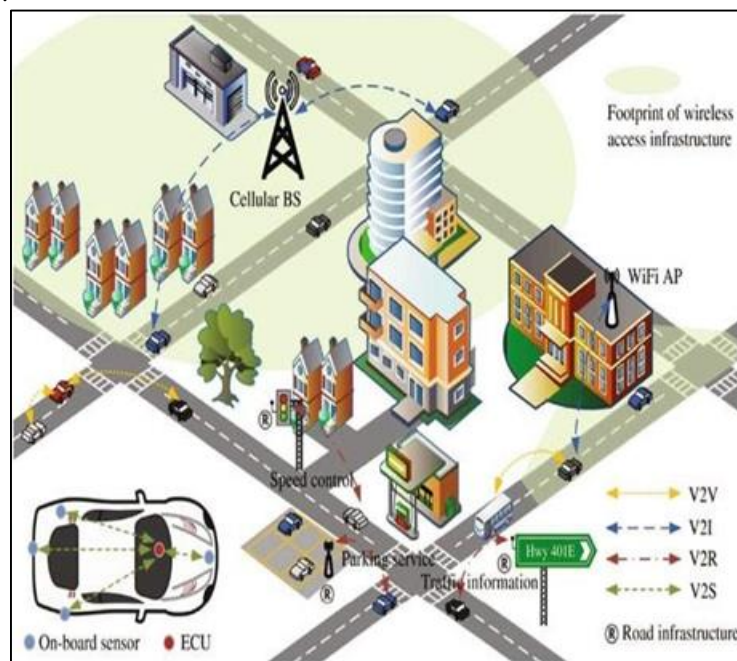 Footprint of wireless
access infrastructure
Cellular BS
WiFi AP
®
Speed control
Parking service
®
Traffic information
®
Hwy 401E
V2V
V2I
V2R
V2S
On-board sensor
ECU
® Road infrastructure